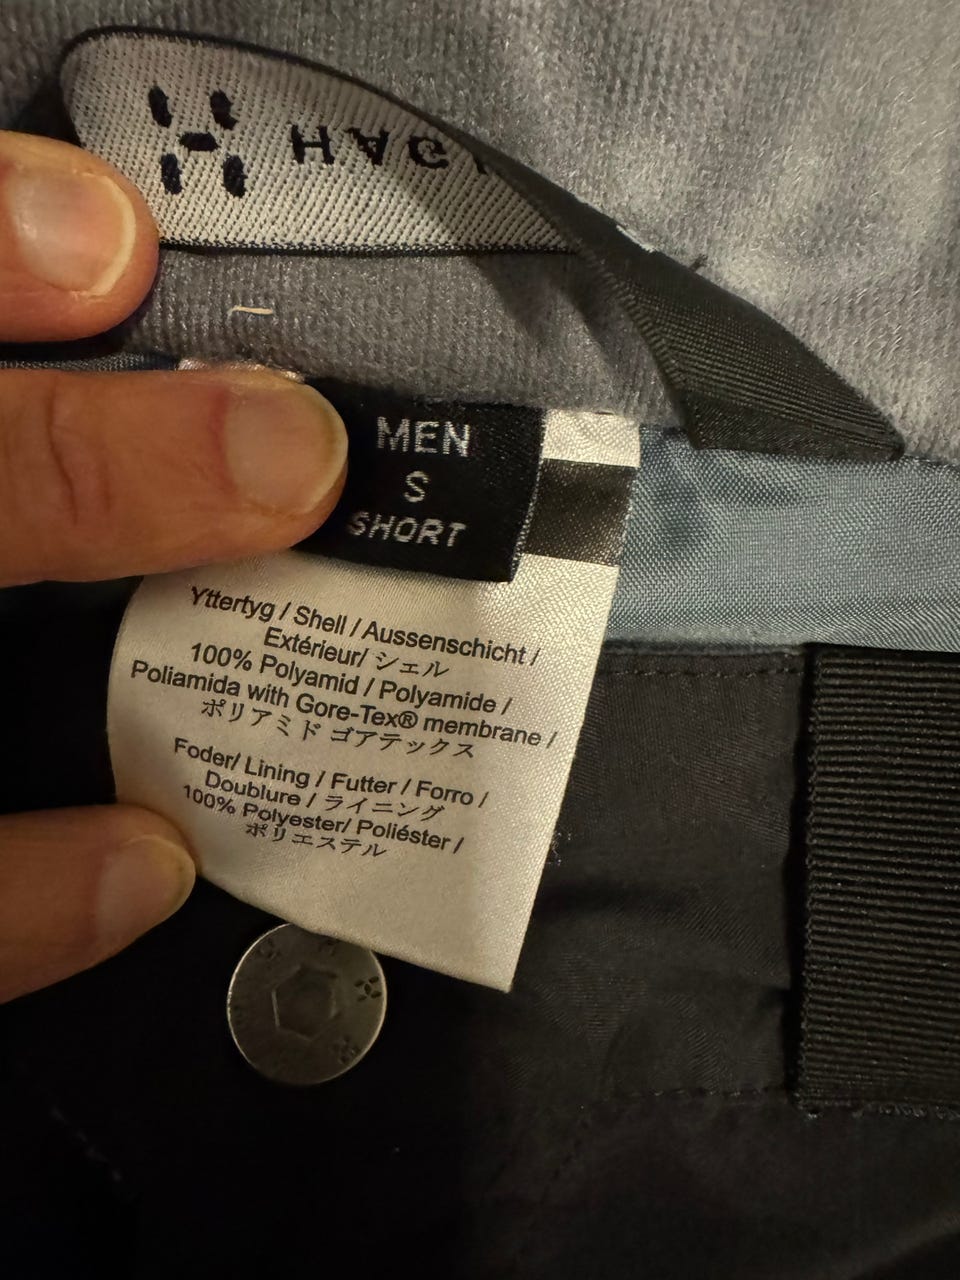 HAG
MEN
S
SHORT
Yttertyg / Shell / Aussenschicht /
Extérieur/ シェル
100% Polyamid / Polyamide /
Poliamida with Gore-Tex® membrane /
ポリアミド ゴアテックス
Foder/ Lining / Futter / Forro /
Doublure / ライニング
100% Polyester/ Poliéster /
ポリエステル